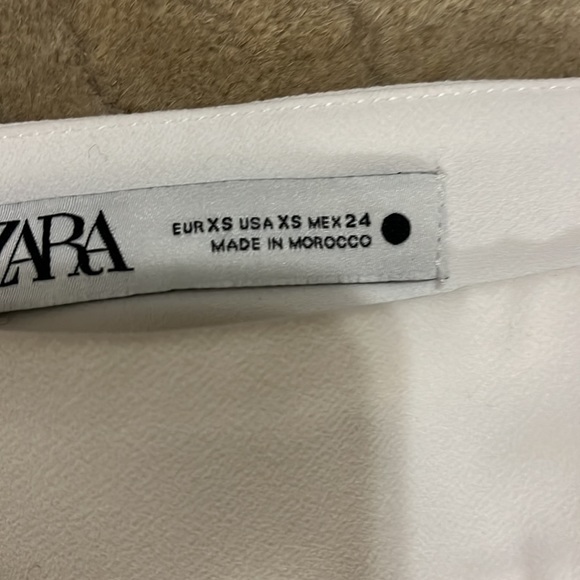 ZARA
EUR XS USA XS MEX 24
MADE IN MOROCCO